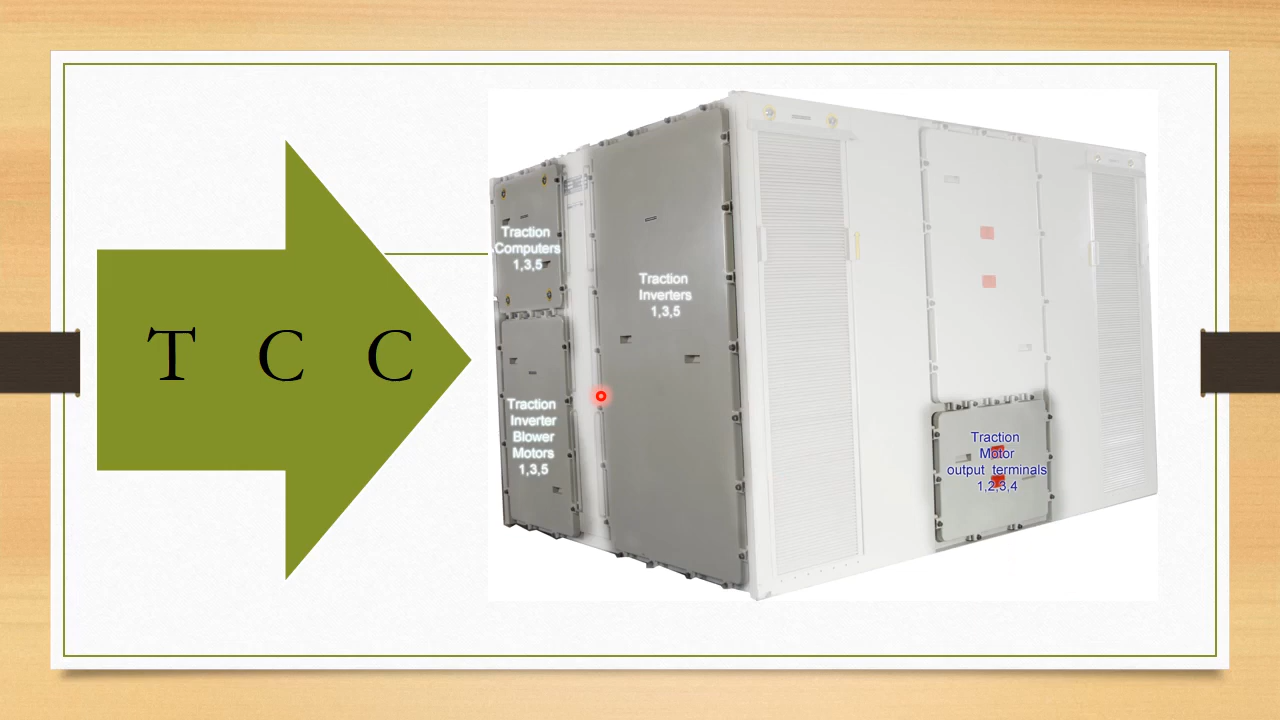 T C C
Traction
Computers
1,3,5
Traction
Inverters
1,3,5
Traction
Inverter
Blower
Motors
1,3,5
Traction
Motor
output terminals
1,2,3,4